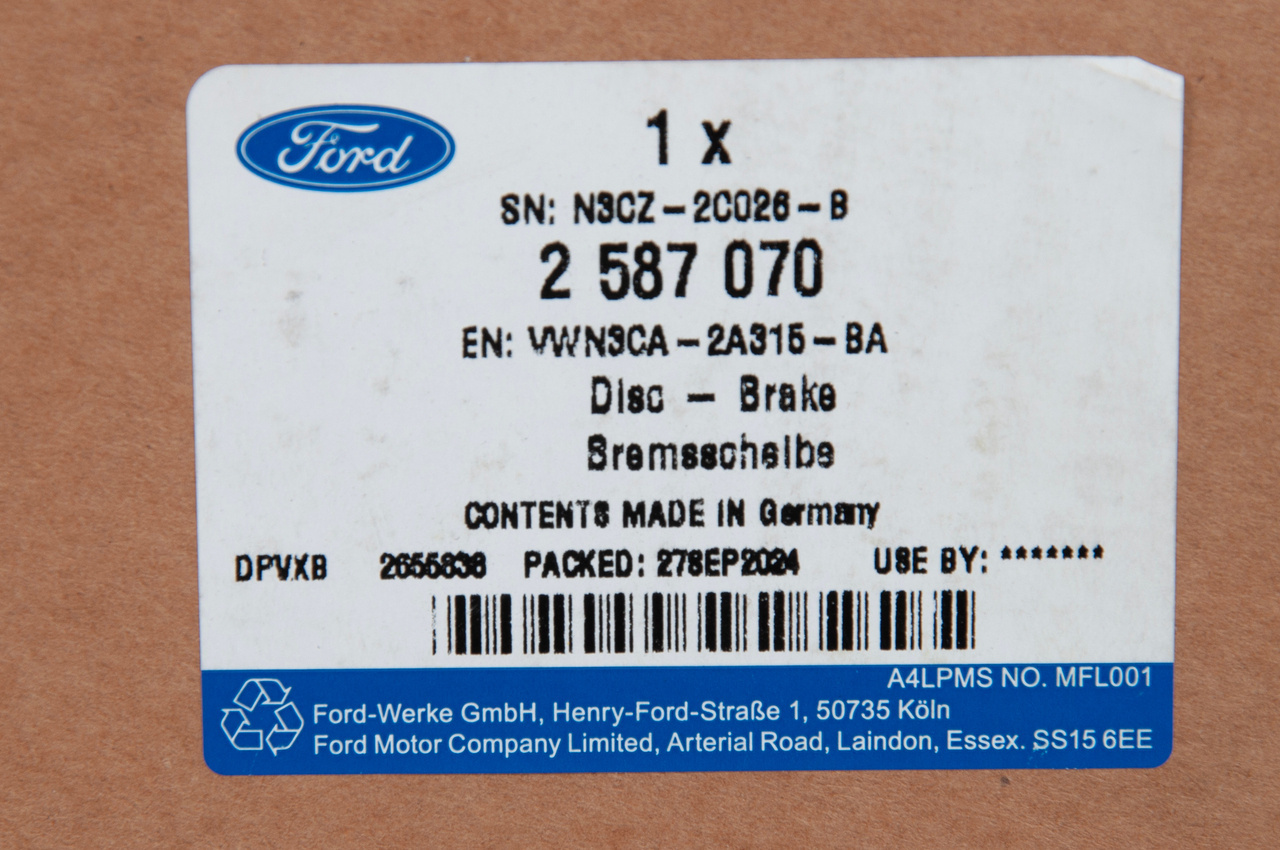 Ford
1 x
SN: N3CZ-2C026-B
2 587 070
EN: VWN3CA-2A315-BA
Disc - Brake
Bremsscheibe
CONTENTS MADE IN Germany
DPVXB 2655836 PACKED: 27SEP2024 USE BY: *******
A4LPMS NO. MFL001
Ford-Werke GmbH, Henry-Ford-Straße 1, 50735 Köln
Ford Motor Company Limited, Arterial Road, Laindon, Essex. SS15 6EE